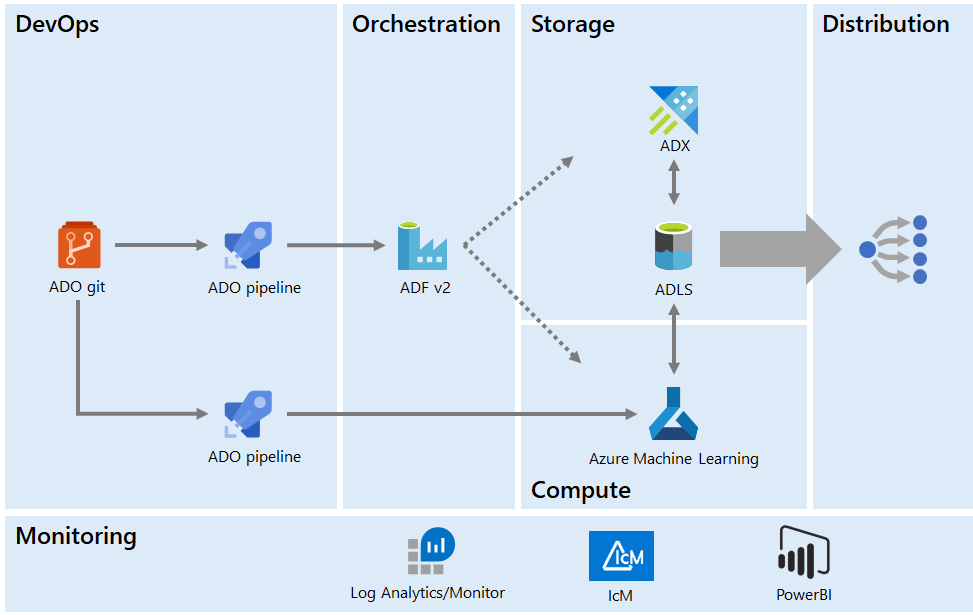 DevOps
Orchestration
Storage
Distribution
ADX
ADO git
ADO pipeline
ADF v2
ADLS
ADO pipeline
Azure Machine Learning
Compute
Monitoring
IcM
Log Analytics/Monitor
IcM
PowerBI